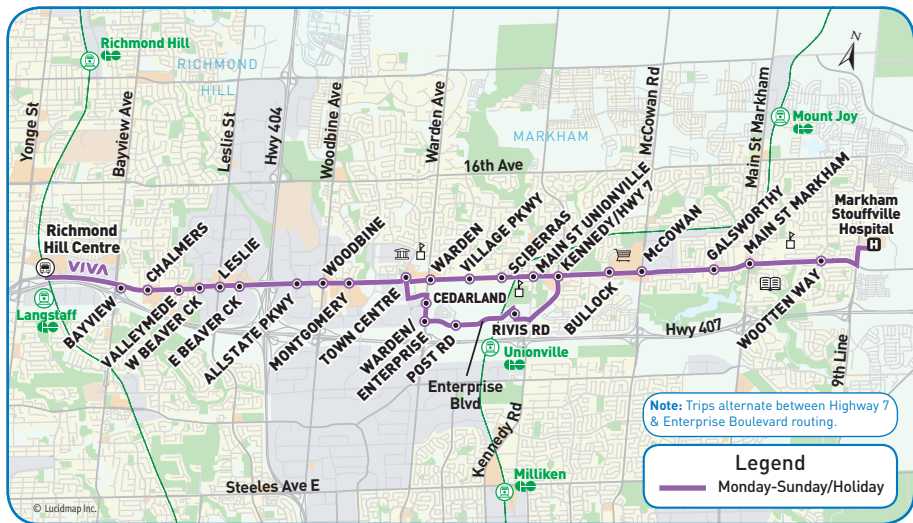 Richmond Hill
RICHMOND
HILL
Yonge St
Bayview Ave
Leslie St
Hwy 404
Woodbine Ave
Warden Ave
McCowan Rd
Main St Markham
N
Mount Joy
MARKHAM
16th Ave
Richmond
Hill Centre
VIVA
Langstaff
BAYVIEW
CHALMERS
VALLEYMEDE
W BEAVER CK
LESLIE
E BEAVER CK
ALLSTATE PKWY
WOODBINE
MONTGOMERY
TOWN CENTRE
WARDEN
CEDARLAND
WARDEN/
ENTERPRISE
POST RD
VILLAGE PKWY
SCIBERRAS
MAIN ST UNIONVILLE
KENNEDY/HWY 7
RIVIS RD
BULLOCK
McCOWAN
GALSWORTHY
MAIN ST MARKHAM
WOOTTEN WAY
Markham
Stouffville
Hospital
H
Hwy 407
9th Line
Unionville
Enterprise
Blvd
Kennedy Rd
Milliken
Steeles Ave E
Note: Trips alternate between Highway 7
& Enterprise Boulevard routing.
Legend
Monday-Sunday/Holiday
© Lucidmap Inc.